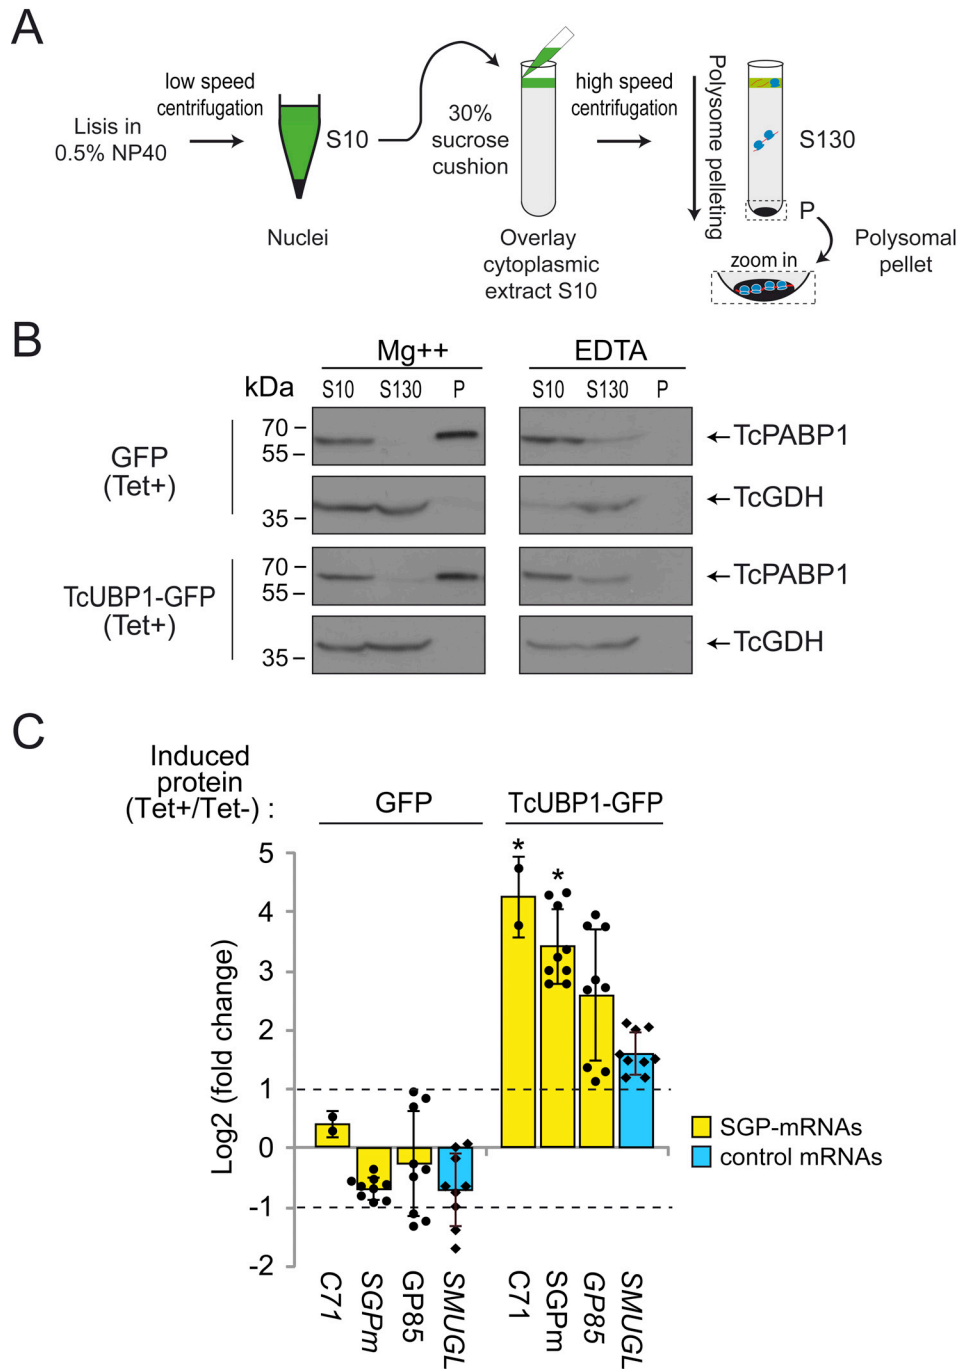 A
low speed
centrifugation
Lisis in
0.5% NP40
S10
Nuclei
30%
sucrose
cushion
Overlay
cytoplasmic
extract S10
high speed
centrifugation
Polysome pelleting
S130
P
zoom in
Polysomal
pellet
B
Mg++
EDTA
kDa
S10 S130 P
S10 S130 P
GFP
(Tet+)
70
55
TcPABP1
35
TcGDH
TcUBP1-GFP
(Tet+)
70
55
TcPABP1
35
TcGDH
C
Induced
protein
(Tet+/Tet-) :
GFP
TcUBP1-GFP
Log2 (fold change)
5
4
3
2
1
0
-1
-2
* *
SGP-mRNAs
control mRNAs
C71
SGPm
GP85
SMUGL
C71
SGPm
GP85
SMUGL